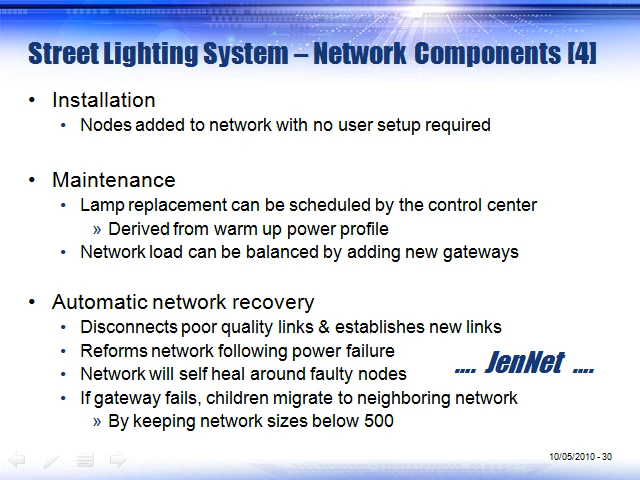 Street Lighting System – Network Components [4]
• Installation
• Nodes added to network with no user setup required
• Maintenance
• Lamp replacement can be scheduled by the control center
» Derived from warm up power profile
• Network load can be balanced by adding new gateways
• Automatic network recovery
• Disconnects poor quality links & establishes new links
• Reforms network following power failure
• Network will self heal around faulty nodes
• If gateway fails, children migrate to neighboring network
» By keeping network sizes below 500
.... JenNet ....
10/05/2010 - 30